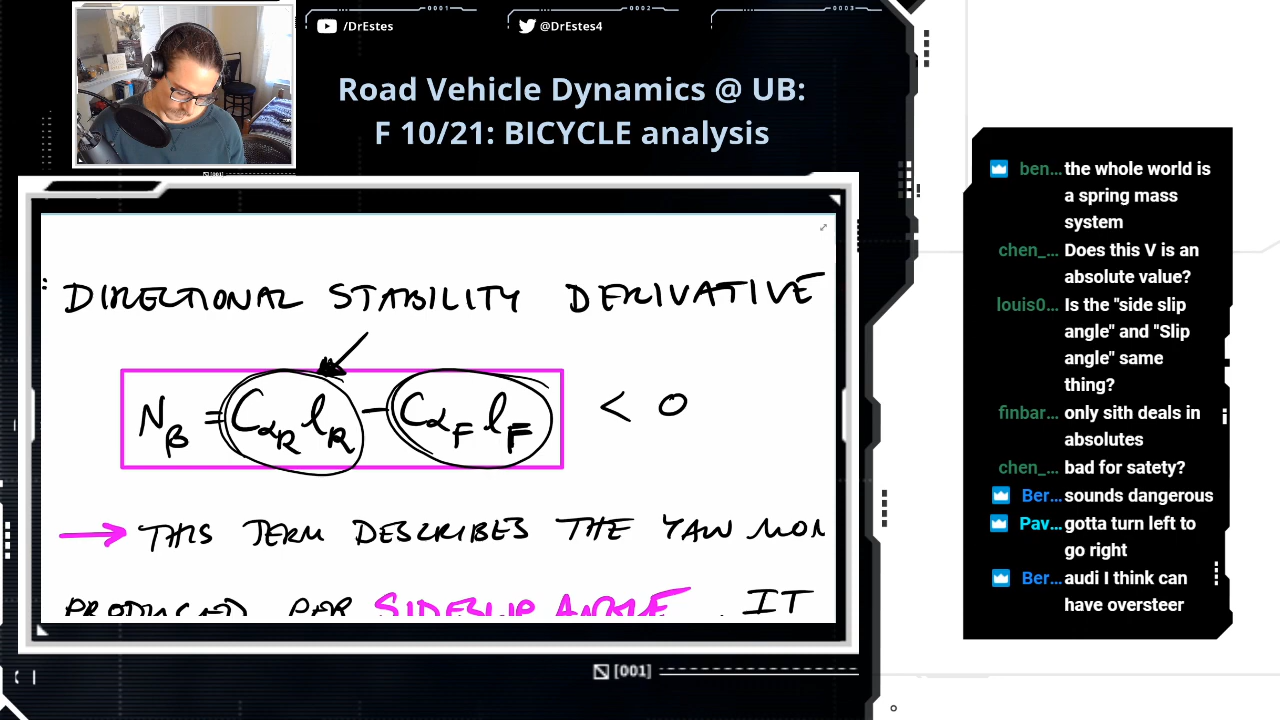 0001
0002
0003
/DrEstes
@DrEstes4
Road Vehicle Dynamics @ UB:
F 10/21: BICYCLE analysis
[001]
DIRECTIONAL STABILITY DERIVATIVE
Nβ = CαR lR - CαF lF < 0
→ THIS TERM DESCRIBES THE YAW MOM
PRODUCED PER SIDESLIP ANGLE. IT
[001]
ben... the whole world is
a spring mass
system
chen_... Does this V is an
absolute value?
louis0... Is the "side slip
angle" and "Slip
angle" same
thing?
finbar... only sith deals in
absolutes
chen_... bad for satety?
Ber... sounds dangerous
Pav... gotta turn left to
go right
Ber... audi I think can
have oversteer